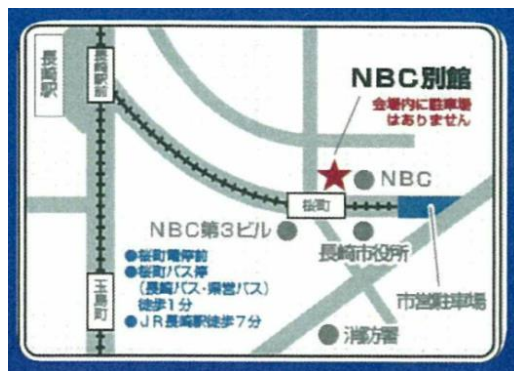 長崎駅
長崎駅前
NBC別館
会場内に駐車場
はありません
NBC
桜町
NBC第3ビル
長崎市役所
●桜町電停前
●桜町バス停
（長崎バス・県営バス）
徒歩1分
●JR長崎駅徒歩7分
市営駐車場
五島町
消防署